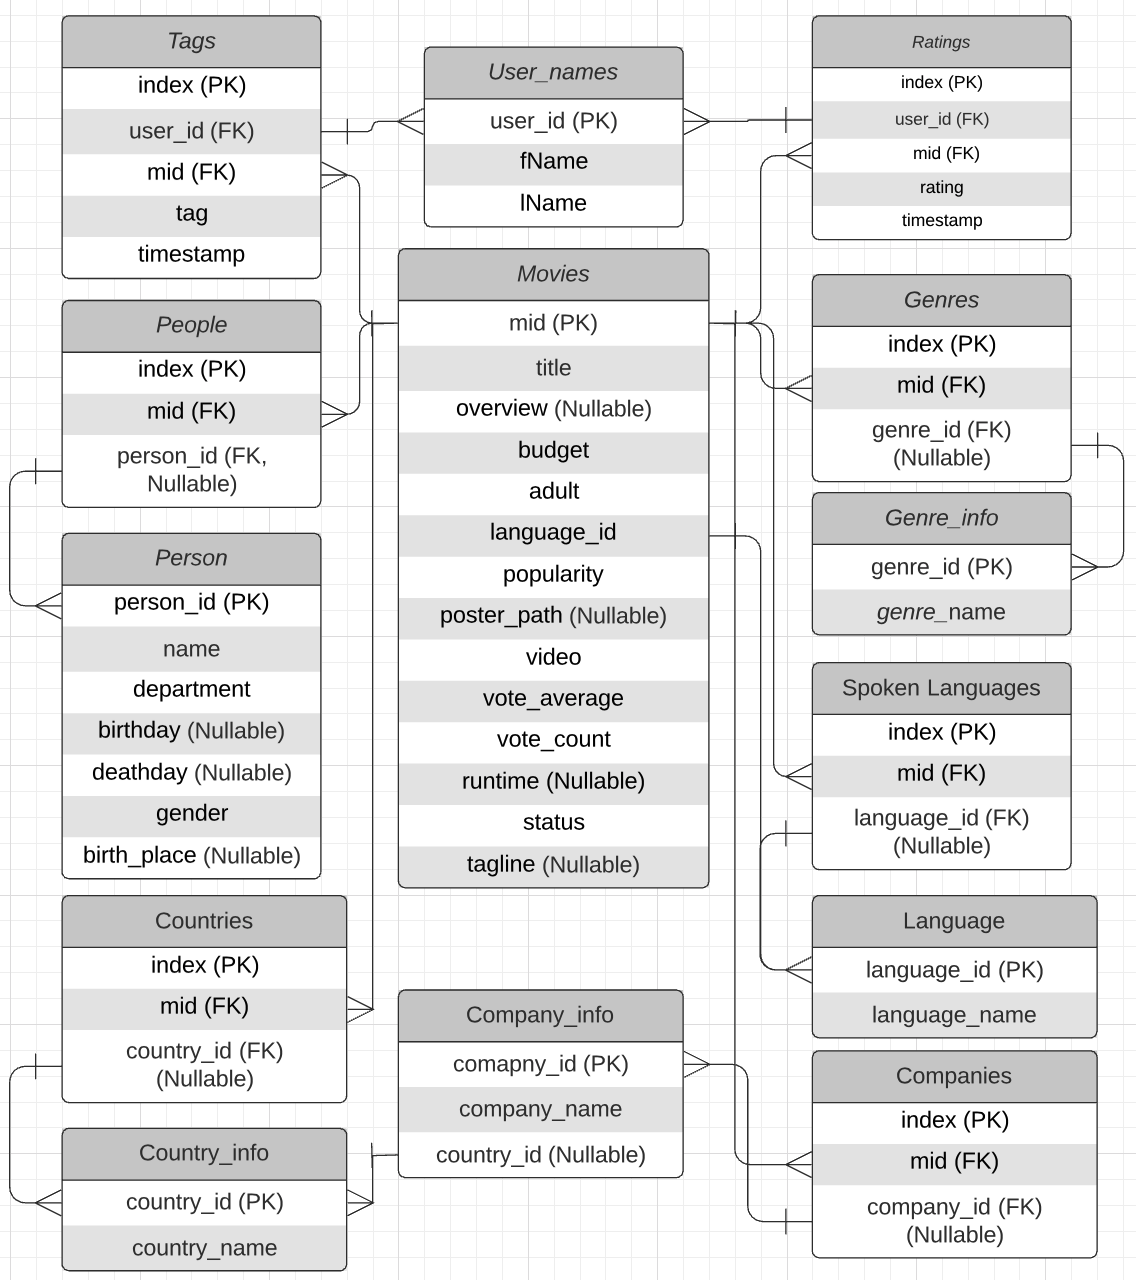 Tags
index (PK)
user_id (FK)
mid (FK)
tag
timestamp
User_names
user_id (PK)
fName
lName
Ratings
index (PK)
user_id (FK)
mid (FK)
rating
timestamp
People
index (PK)
mid (FK)
person_id (FK,
Nullable)
Movies
mid (PK)
title
overview (Nullable)
budget
adult
language_id
popularity
poster_path (Nullable)
video
vote_average
vote_count
runtime (Nullable)
status
tagline (Nullable)
Genres
index (PK)
mid (FK)
genre_id (FK)
(Nullable)
Genre_info
genre_id (PK)
genre_name
Person
person_id (PK)
name
department
birthday (Nullable)
deathday (Nullable)
gender
birth_place (Nullable)
Spoken Languages
index (PK)
mid (FK)
language_id (FK)
(Nullable)
Countries
index (PK)
mid (FK)
country_id (FK)
(Nullable)
Language
language_id (PK)
language_name
Company_info
comapny_id (PK)
company_name
country_id (Nullable)
Companies
index (PK)
mid (FK)
company_id (FK)
(Nullable)
Country_info
country_id (PK)
country_name